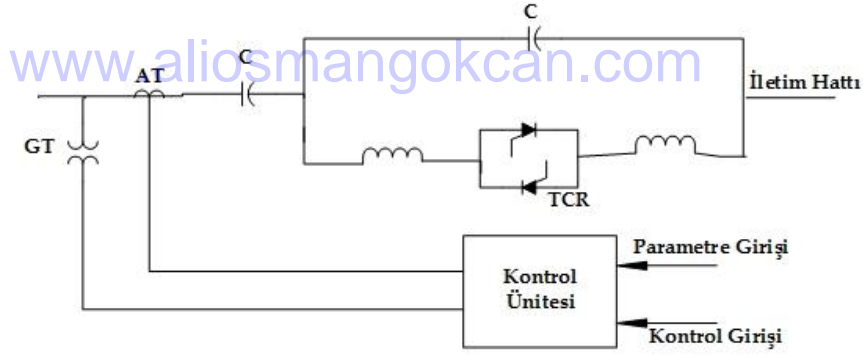 C
www.aliosmangokcan.com
AT
C
İletim Hattı
GT
TCR
Parametre Girişi
Kontrol
Ünitesi
Kontrol Girişi